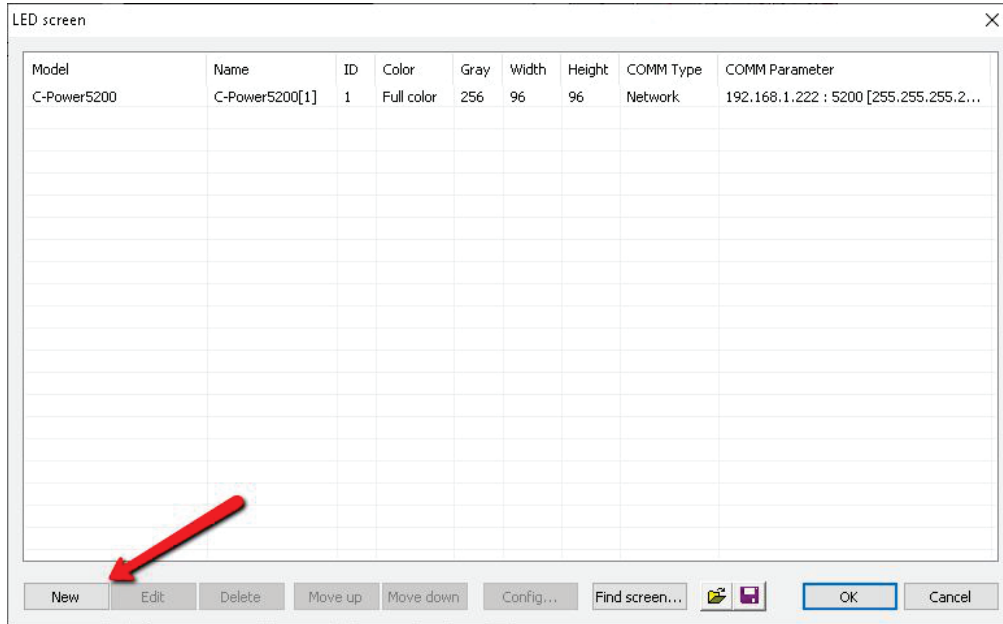 LED screen
Model Name ID Color Gray Width Height COMM Type COMM Parameter
C-Power5200 C-Power5200[1] 1 Full color 256 96 96 Network 192.168.1.222 : 5200 [255.255.255.2...
New Edit Delete Move up Move down Config... Find screen... OK Cancel